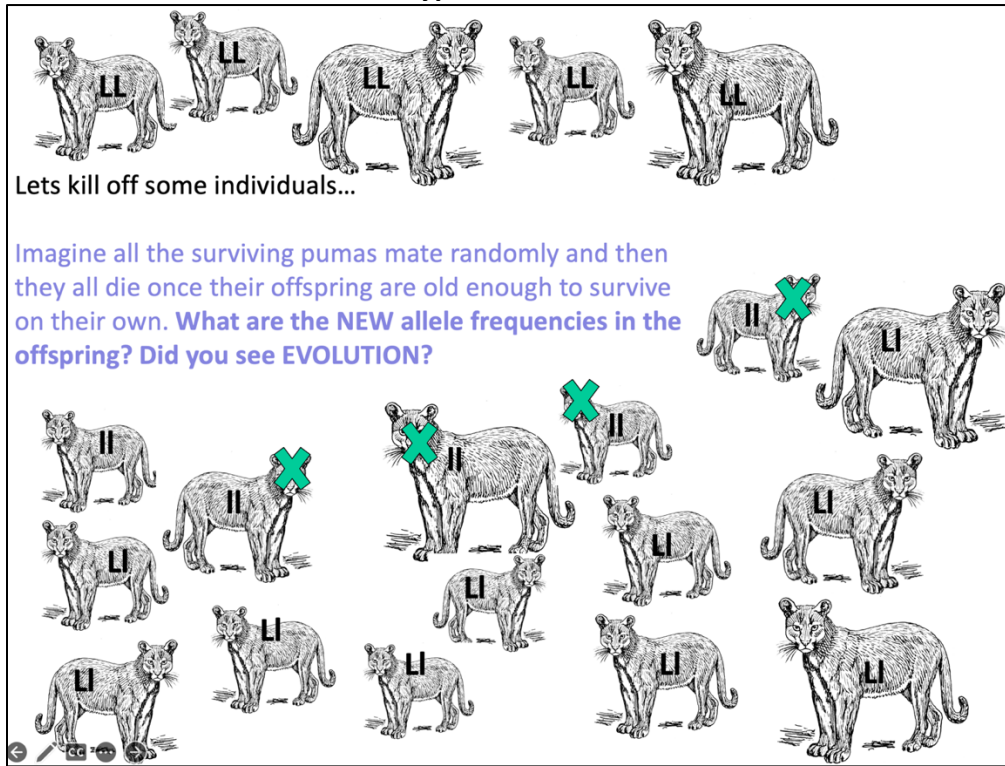 LL
LL
LL
LL
LL
Lets kill off some individuals...
Imagine all the surviving pumas mate randomly and then
they all die once their offspring are old enough to survive
on their own. What are the NEW allele frequencies in the
offspring? Did you see EVOLUTION?
ll
Ll
ll
ll
ll
ll
Ll
Ll
Ll
Ll
Ll
Ll
Ll
Ll
Ll
CC